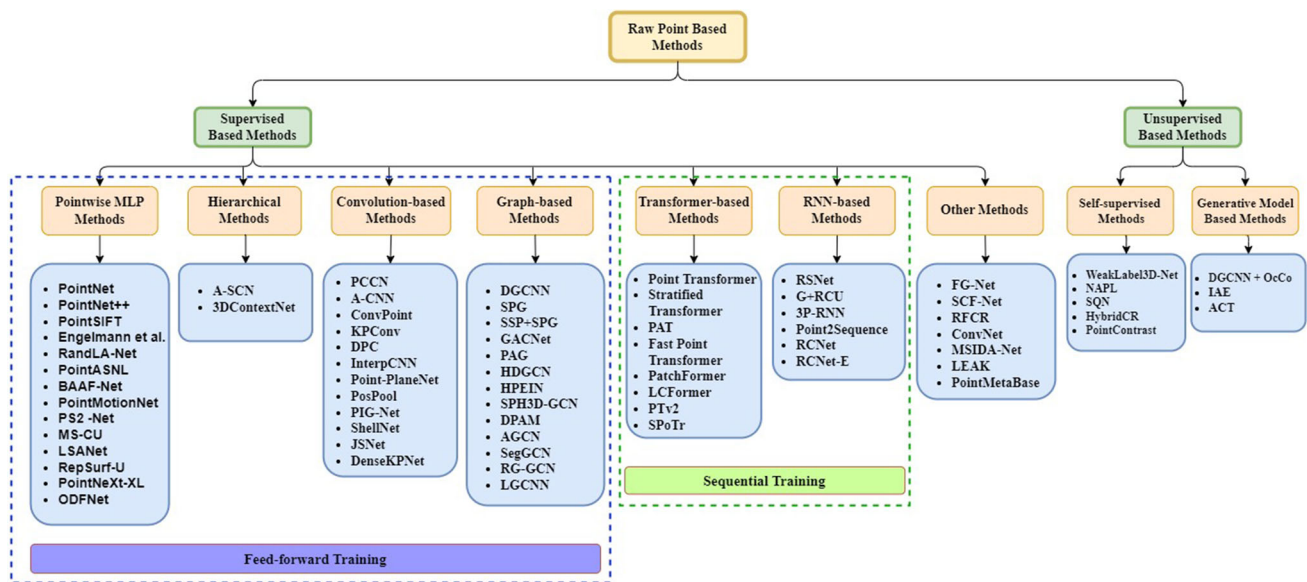 Raw Point Based
Methods
Supervised
Based Methods
Unsupervised
Based Methods
Pointwise MLP
Methods
Hierarchical
Methods
Convolution-based
Methods
Graph-based
Methods
Transformer-based
Methods
RNN-based
Methods
Other Methods
Self-supervised
Methods
Generative Model
Based Methods
• PointNet
• PointNet++
• PointSIFT
• Engelmann et al.
• RandLA-Net
• PointASNL
• BAAF-Net
• PointMotionNet
• PS2 -Net
• MS-CU
• LSANet
• RepSurf-U
• PointNeXt-XL
• ODFNet
• A-SCN
• 3DContextNet
• PCCN
• A-CNN
• ConvPoint
• KPConv
• DPC
• InterpCNN
• Point-PlaneNet
• PosPool
• PIG-Net
• ShellNet
• JSNet
• DenseKPNet
• DGCNN
• SPG
• SSP+SPG
• GACNet
• PAG
• HDGCN
• HPEIN
• SPH3D-GCN
• DPAM
• AGCN
• SegGCN
• RG-GCN
• LGCNN
• Point Transformer
• Stratified
Transformer
• PAT
• Fast Point
Transformer
• PatchFormer
• LCFormer
• PTv2
• SPoTr
• RSNet
• G+RCU
• 3P-RNN
• Point2Sequence
• RCNet
• RCNet-E
• FG-Net
• SCF-Net
• RFCR
• ConvNet
• MSIDA-Net
• LEAK
• PointMetaBase
• WeakLabel3D-Net
• NAPL
• SQN
• HybridCR
• PointContrast
• DGCNN + OcCo
• IAE
• ACT
Sequential Training
Feed-forward Training